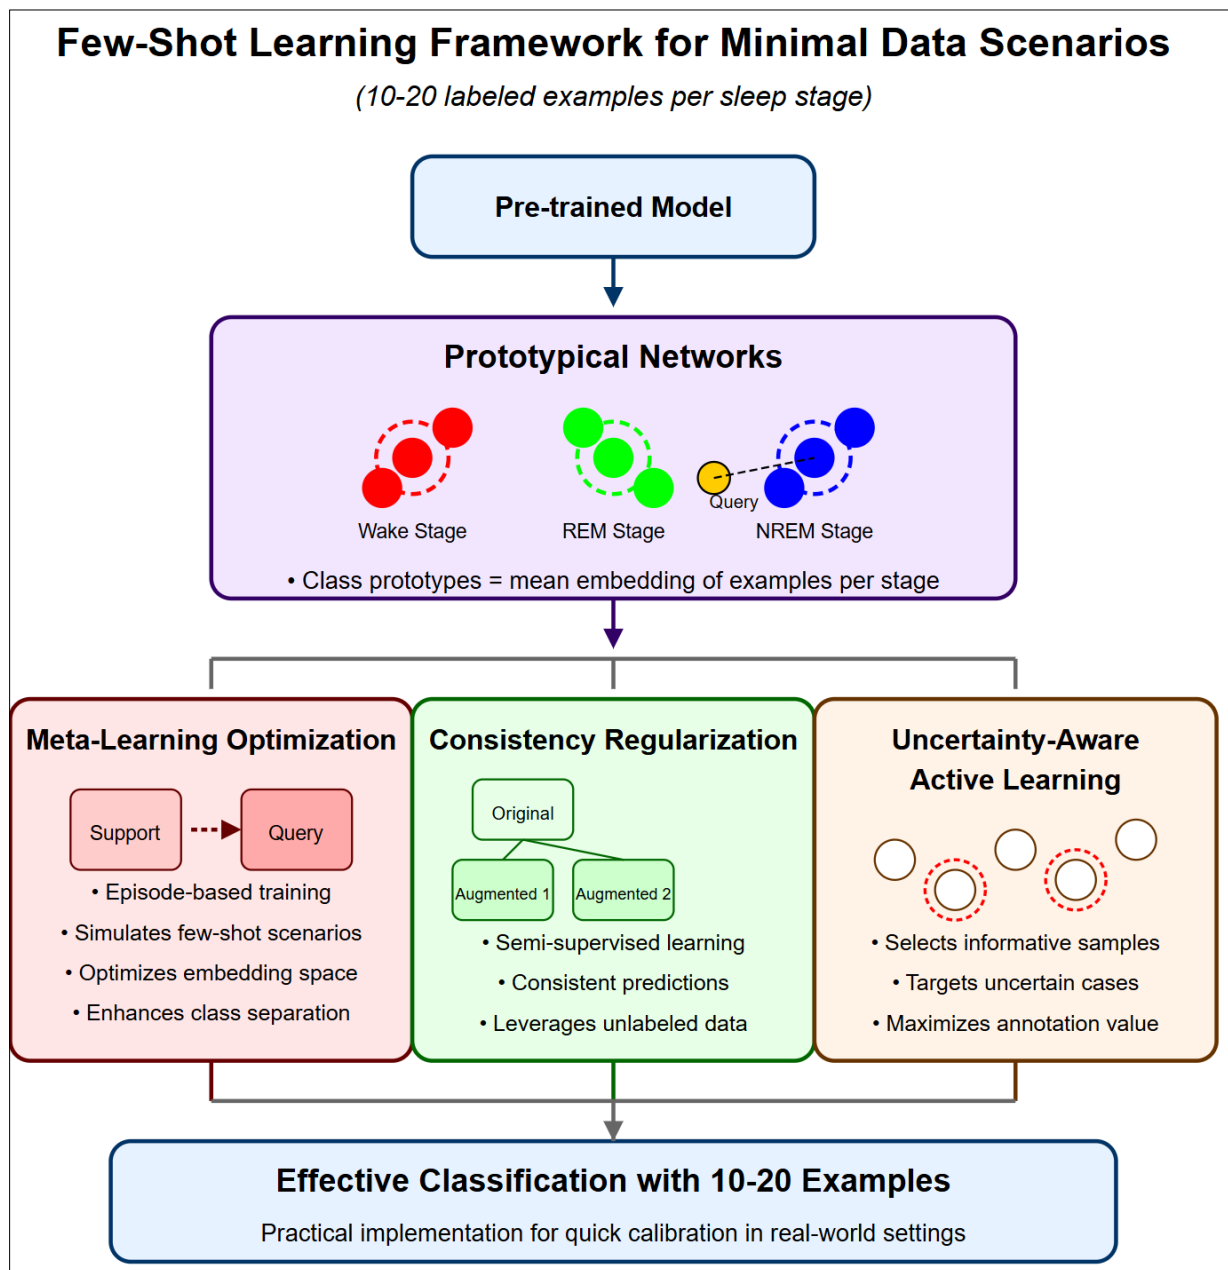 Few-Shot Learning Framework for Minimal Data Scenarios
(10-20 labeled examples per sleep stage)
Pre-trained Model
Prototypical Networks
Query
Wake Stage
REM Stage
NREM Stage
• Class prototypes = mean embedding of examples per stage
Meta-Learning Optimization
Support
Query
• Episode-based training
• Simulates few-shot scenarios
• Optimizes embedding space
• Enhances class separation
Consistency Regularization
Original
Augmented 1
Augmented 2
• Semi-supervised learning
• Consistent predictions
• Leverages unlabeled data
Uncertainty-Aware
Active Learning
• Selects informative samples
• Targets uncertain cases
• Maximizes annotation value
Effective Classification with 10-20 Examples
Practical implementation for quick calibration in real-world settings